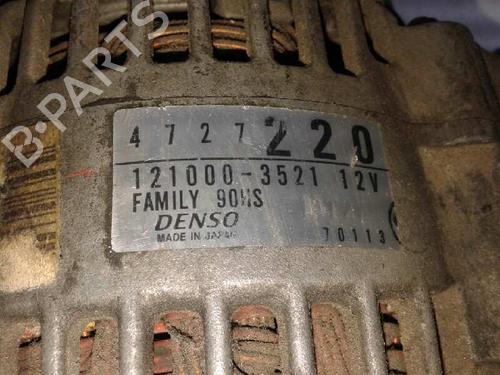 B-PARTS
4727 220
121000-3521 12V
FAMILY 90HS
DENSO
MADE IN JAPAN
70113